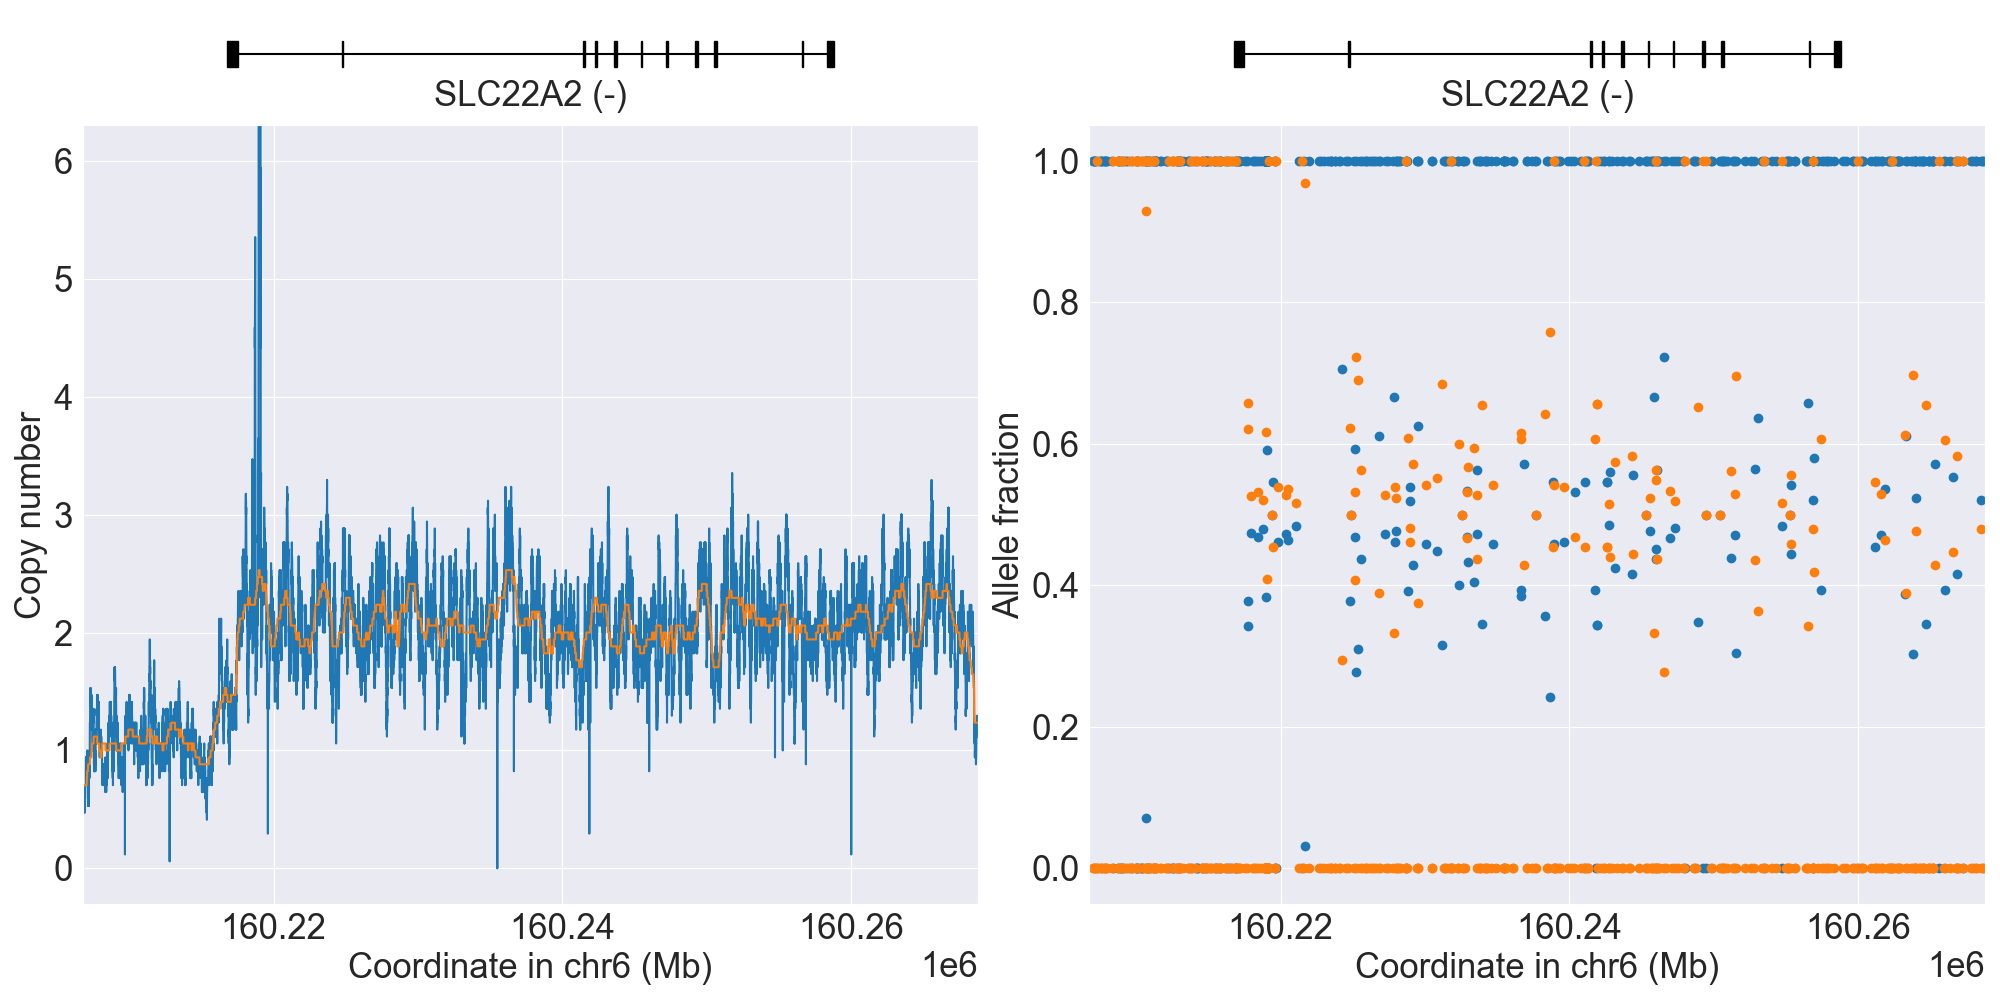 SLC22A2 (-)
6
5
4
3
2
1
0
Copy number
160.22 160.24 160.26
Coordinate in chr6 (Mb)
1e6
SLC22A2 (-)
1.0
0.8
0.6
0.4
0.2
0.0
Allele fraction
160.22 160.24 160.26
Coordinate in chr6 (Mb)
1e6